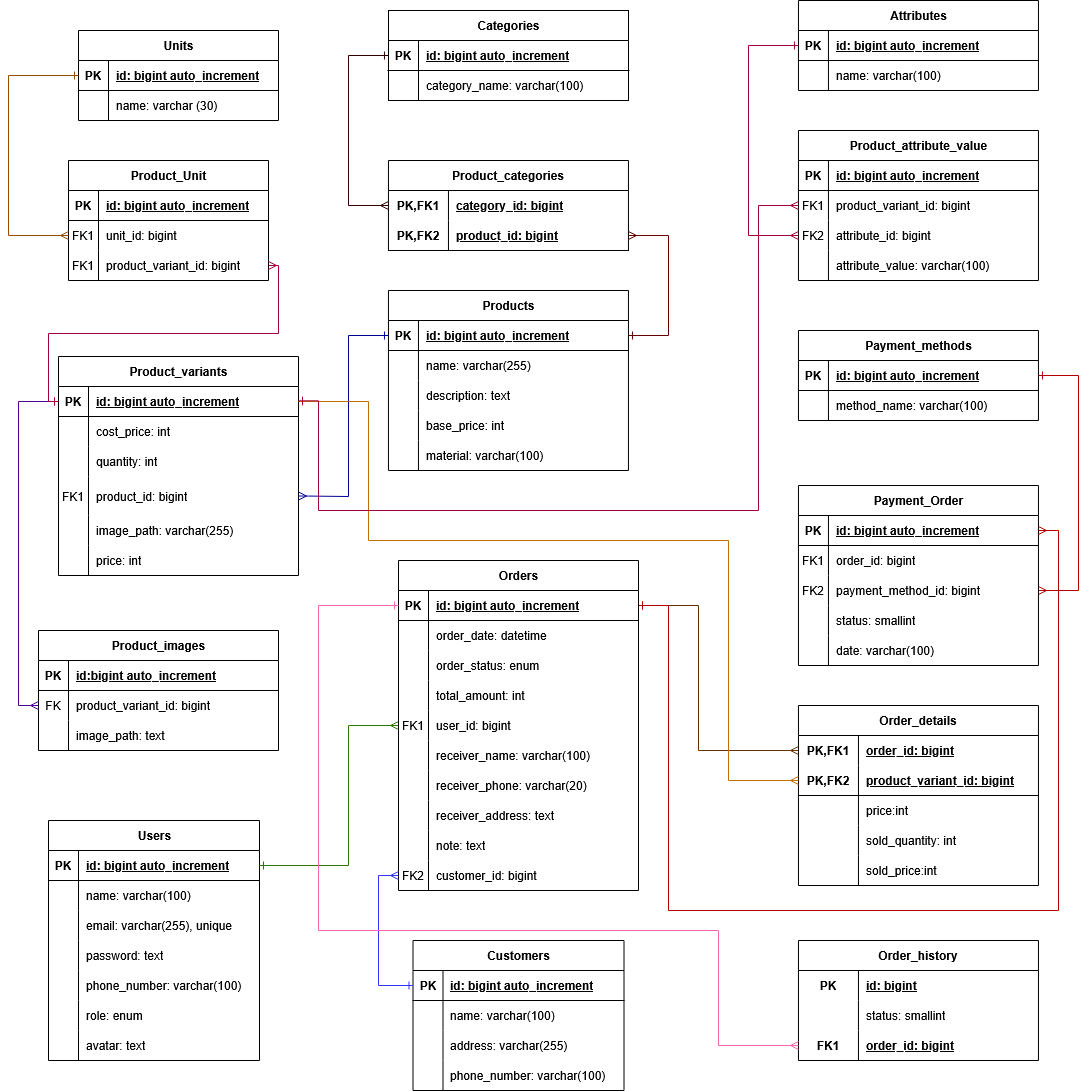 Units
PK id: bigint auto_increment
name: varchar (30)
Categories
PK id: bigint auto_increment
category_name: varchar(100)
Attributes
PK id: bigint auto_increment
name: varchar(100)
Product_Unit
PK id: bigint auto_increment
FK1 unit_id: bigint
FK1 product_variant_id: bigint
Product_categories
PK,FK1 category_id: bigint
PK,FK2 product_id: bigint
Product_attribute_value
PK id: bigint auto_increment
FK1 product_variant_id: bigint
FK2 attribute_id: bigint
attribute_value: varchar(100)
Product_variants
PK id: bigint auto_increment
cost_price: int
quantity: int
FK1 product_id: bigint
image_path: varchar(255)
price: int
Products
PK id: bigint auto_increment
name: varchar(255)
description: text
base_price: int
material: varchar(100)
Payment_methods
PK id: bigint auto_increment
method_name: varchar(100)
Payment_Order
PK id: bigint auto_increment
FK1 order_id: bigint
FK2 payment_method_id: bigint
status: smallint
date: varchar(100)
Product_images
PK id:bigint auto_increment
FK product_variant_id: bigint
image_path: text
Orders
PK id: bigint auto_increment
order_date: datetime
order_status: enum
total_amount: int
FK1 user_id: bigint
receiver_name: varchar(100)
receiver_phone: varchar(20)
receiver_address: text
note: text
FK2 customer_id: bigint
Order_details
PK,FK1 order_id: bigint
PK,FK2 product_variant_id: bigint
price:int
sold_quantity: int
sold_price:int
Users
PK id: bigint auto_increment
name: varchar(100)
email: varchar(255), unique
password: text
phone_number: varchar(100)
role: enum
avatar: text
Customers
PK id: bigint auto_increment
name: varchar(100)
address: varchar(255)
phone_number: varchar(100)
Order_history
PK id: bigint
status: smallint
FK1 order_id: bigint